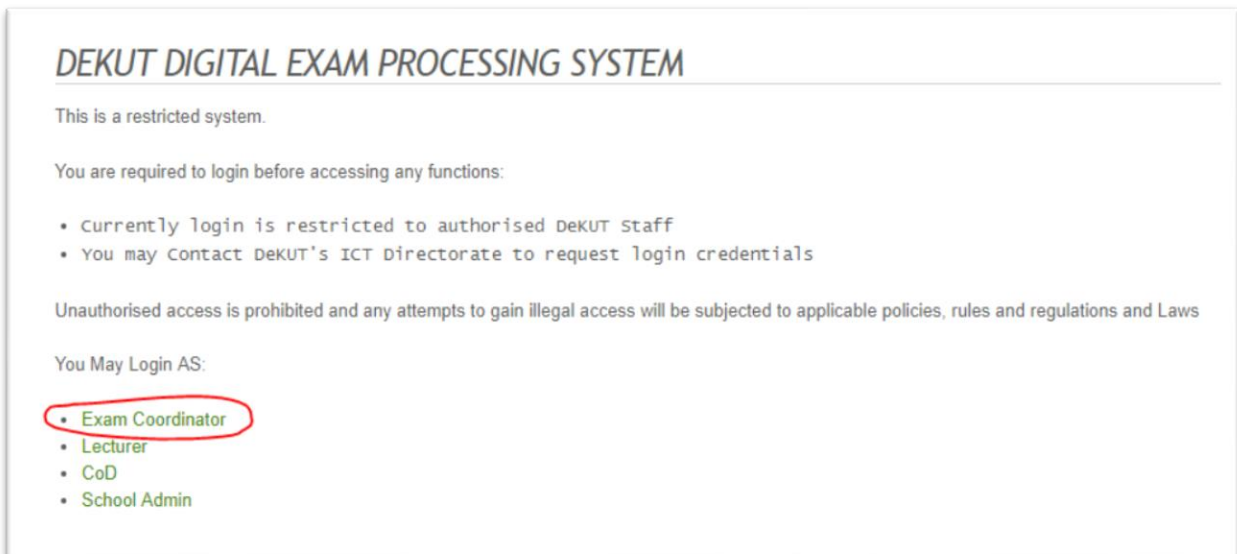 DEKUT DIGITAL EXAM PROCESSING SYSTEM
This is a restricted system.
You are required to login before accessing any functions:
• Currently login is restricted to authorised DeKUT Staff
• You may Contact DeKUT's ICT Directorate to request login credentials
Unauthorised access is prohibited and any attempts to gain illegal access will be subjected to applicable policies, rules and regulations and Laws
You May Login AS:
• Exam Coordinator
• Lecturer
• CoD
• School Admin